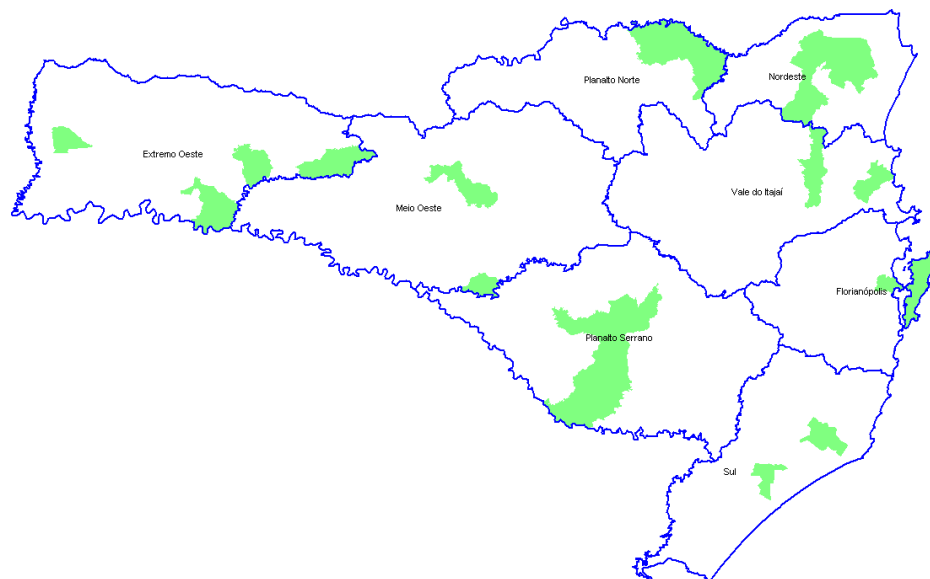 Planalto Norte
Nordeste
Extremo Oeste
Vale do Itajaí
Meio Oeste
Florianópolis
Planalto Serrano
Sul